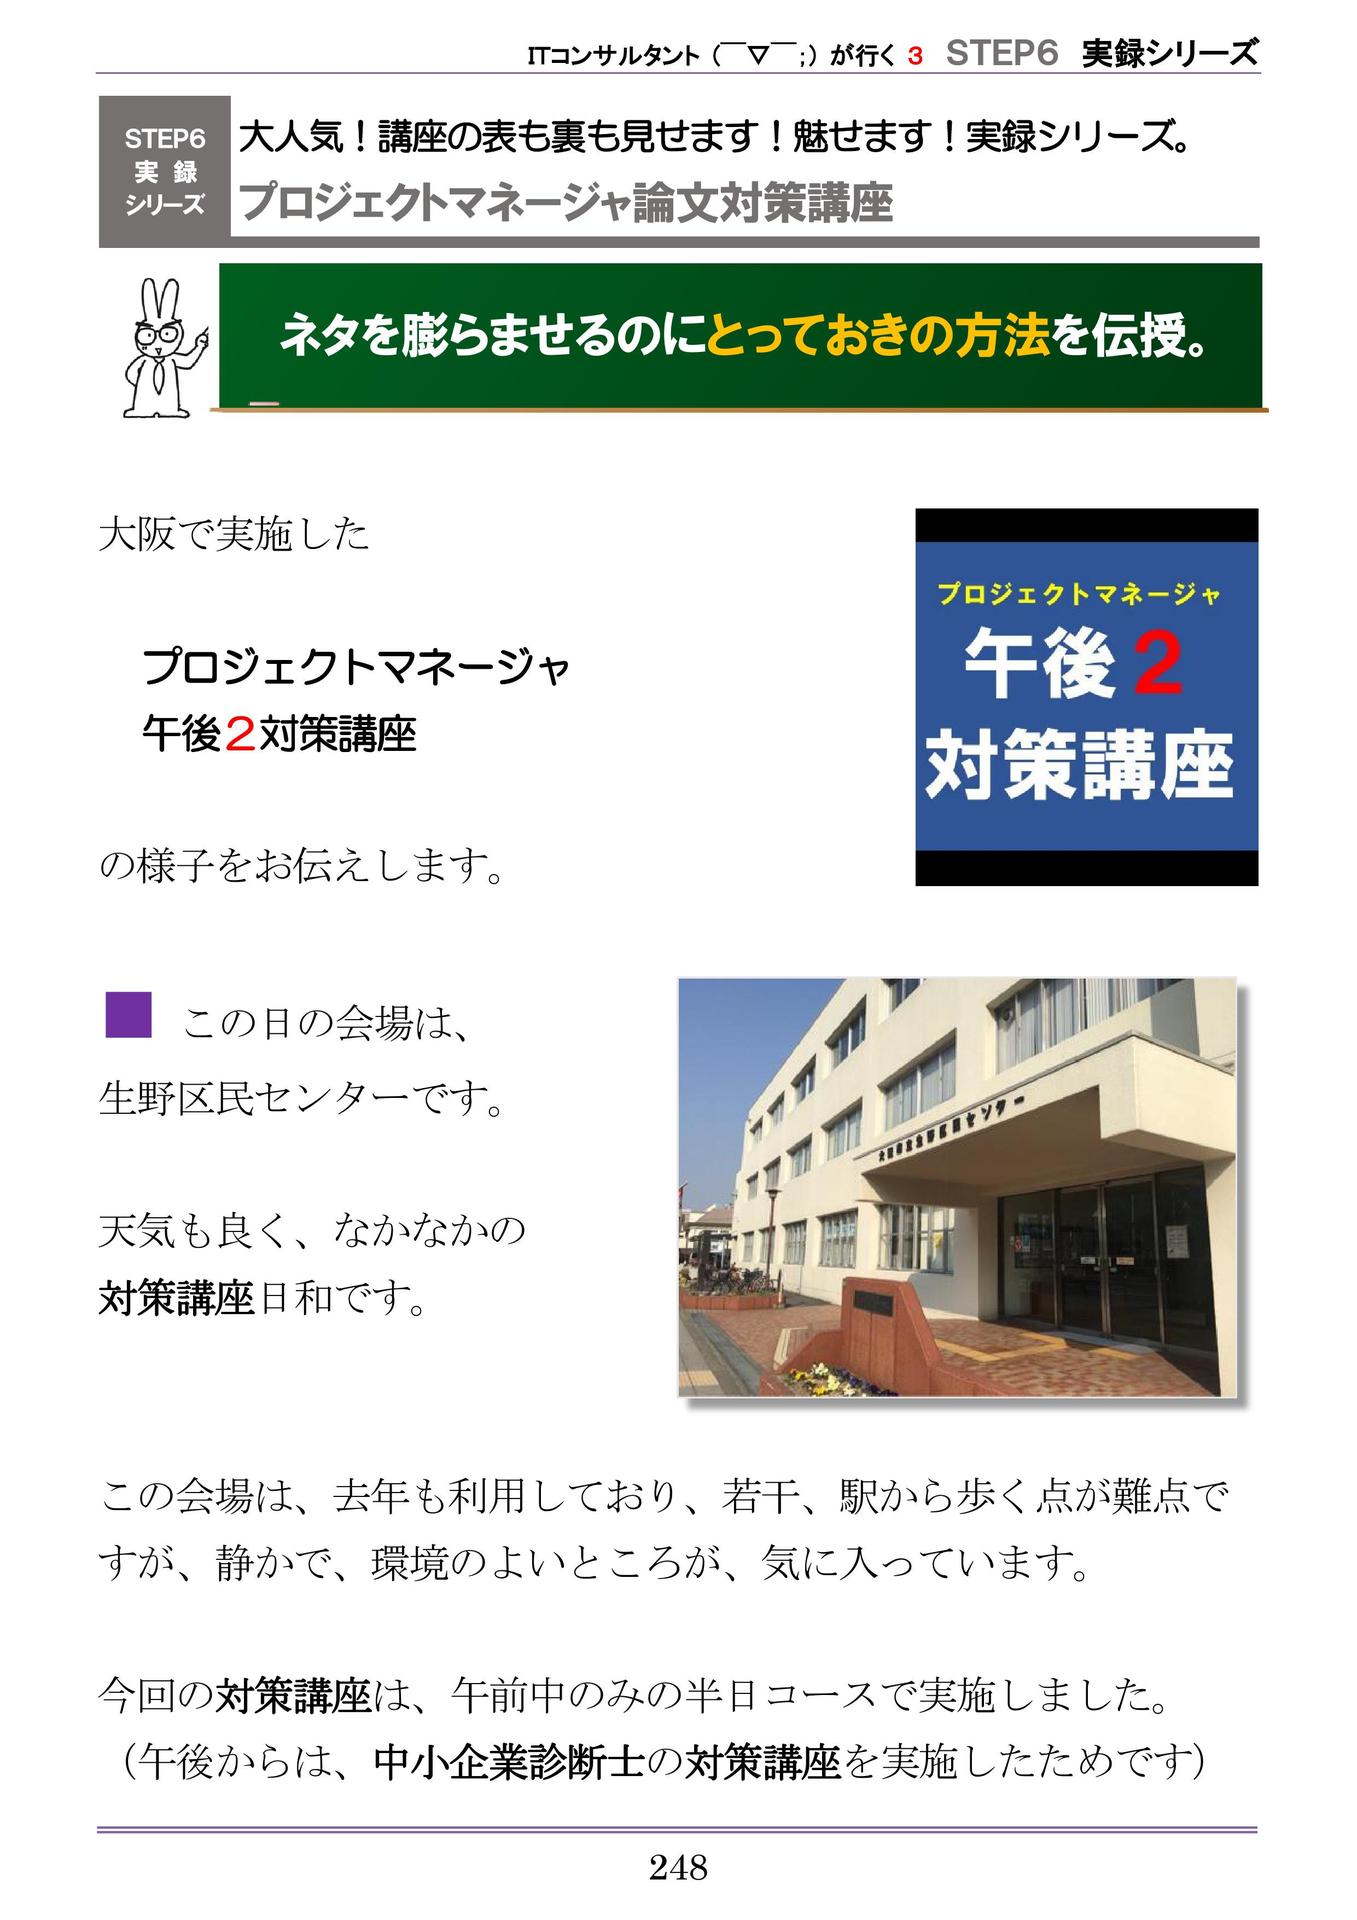 ITコンサルタント（￣▽￣;）が行く 3 STEP6 実録シリーズ
STEP6
実 録
シリーズ
大人気！講座の表も裏も見せます！魅せます！実録シリーズ。
プロジェクトマネージャ論文対策講座
ネタを膨らませるのにとっておきの方法を伝授。
大阪で実施した
プロジェクトマネージャ
午後２対策講座
の様子をお伝えします。
プロジェクトマネージャ
午後２
対策講座
■ この日の会場は、
生野区民センターです。
天気も良く、なかなかの
対策講座日和です。
大阪市立生野区民センター
この会場は、去年も利用しており、若干、駅から歩く点が難点で
すが、静かで、環境のよいところが、気に入っています。
今回の対策講座は、午前中のみの半日コースで実施しました。
（午後からは、中小企業診断士の対策講座を実施したためです）
248